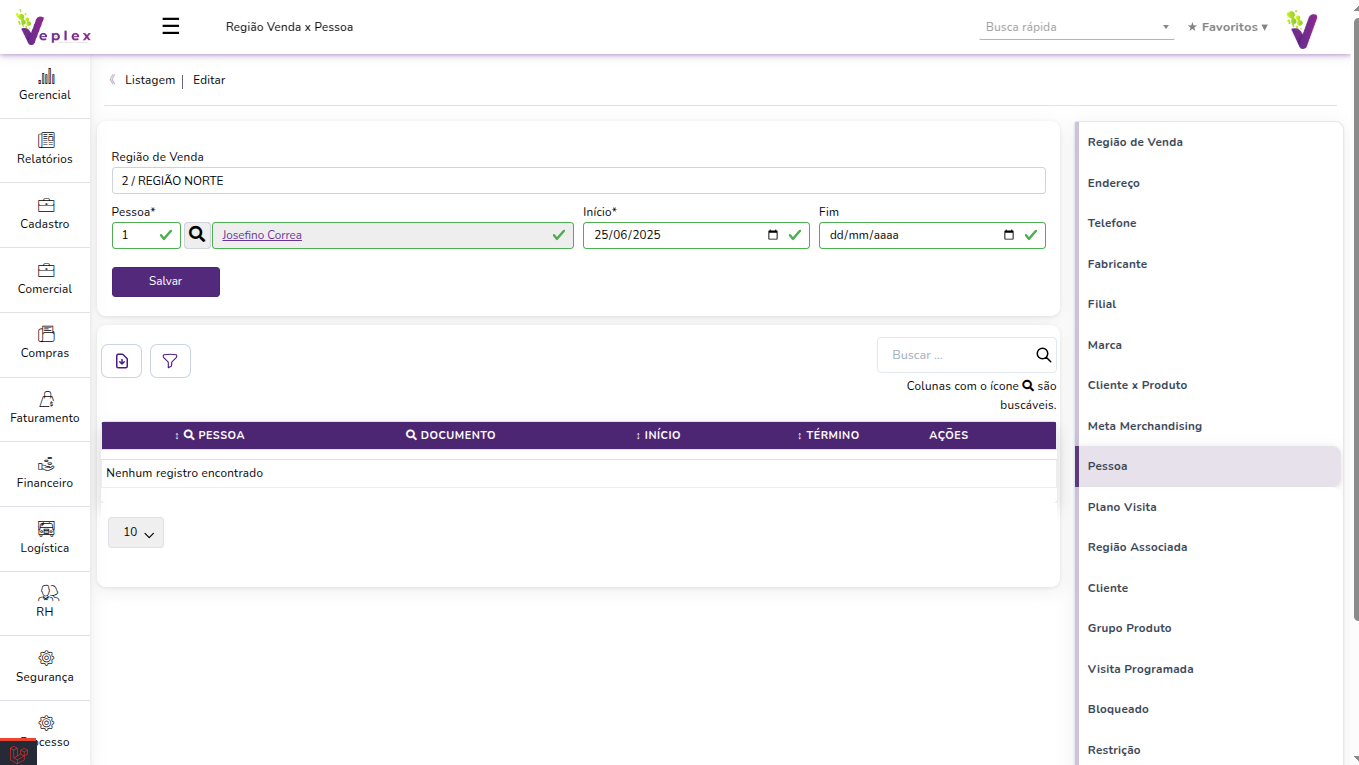 Veplex
☰
Região Venda x Pessoa
Busca rápida
★ Favoritos ▾
Gerencial
Relatórios
Cadastro
Comercial
Compras
Faturamento
Financeiro
Logística
RH
Segurança
Listagem | Editar
Região de Venda
2 / REGIÃO NORTE
Pessoa* Início* Fim
1 Josefino Correa 25/06/2025 dd/mm/aaaa
Salvar
Buscar ...
Colunas com o ícone são
buscáveis.
↕ PESSOA DOCUMENTO ↕ INÍCIO ↕ TÉRMINO AÇÕES
Nenhum registro encontrado
10
Região de Venda
Endereço
Telefone
Fabricante
Filial
Marca
Cliente x Produto
Meta Merchandising
Pessoa
Plano Visita
Região Associada
Cliente
Grupo Produto
Visita Programada
Bloqueado
Restrição